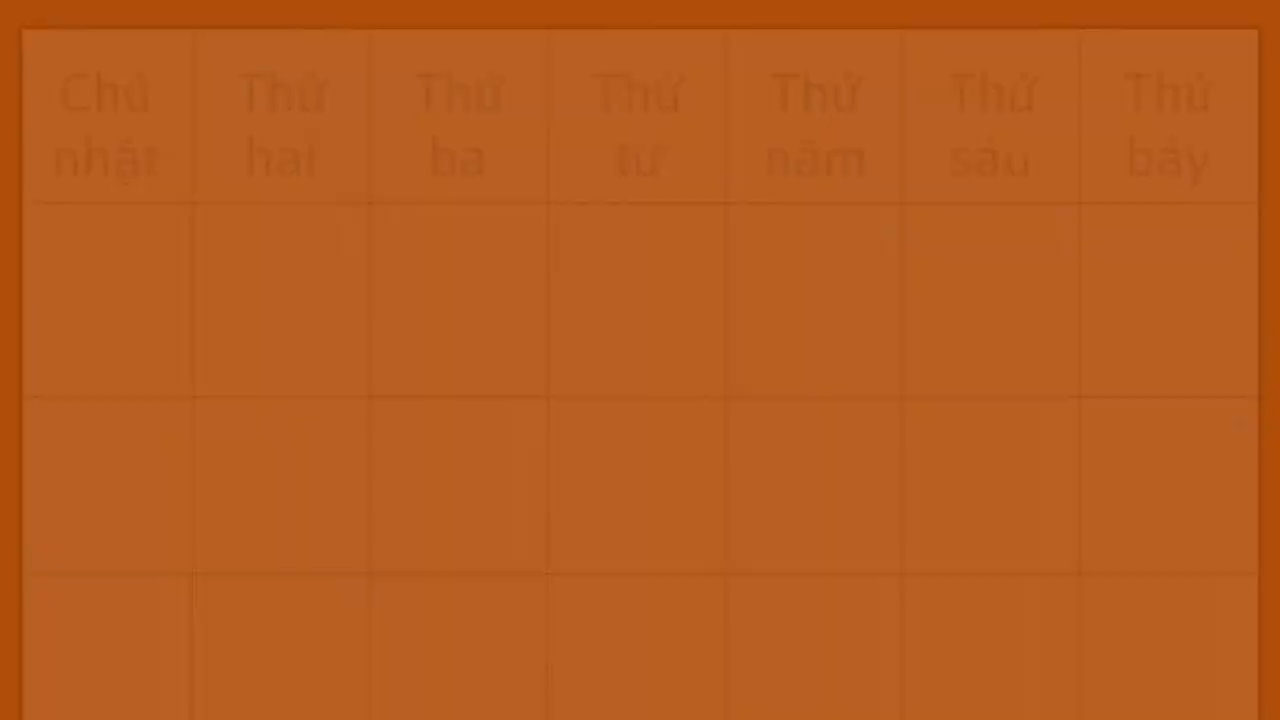 Chủ nhật
Thứ hai
Thứ ba
Thứ tư
Thứ năm
Thứ sáu
Thứ bảy